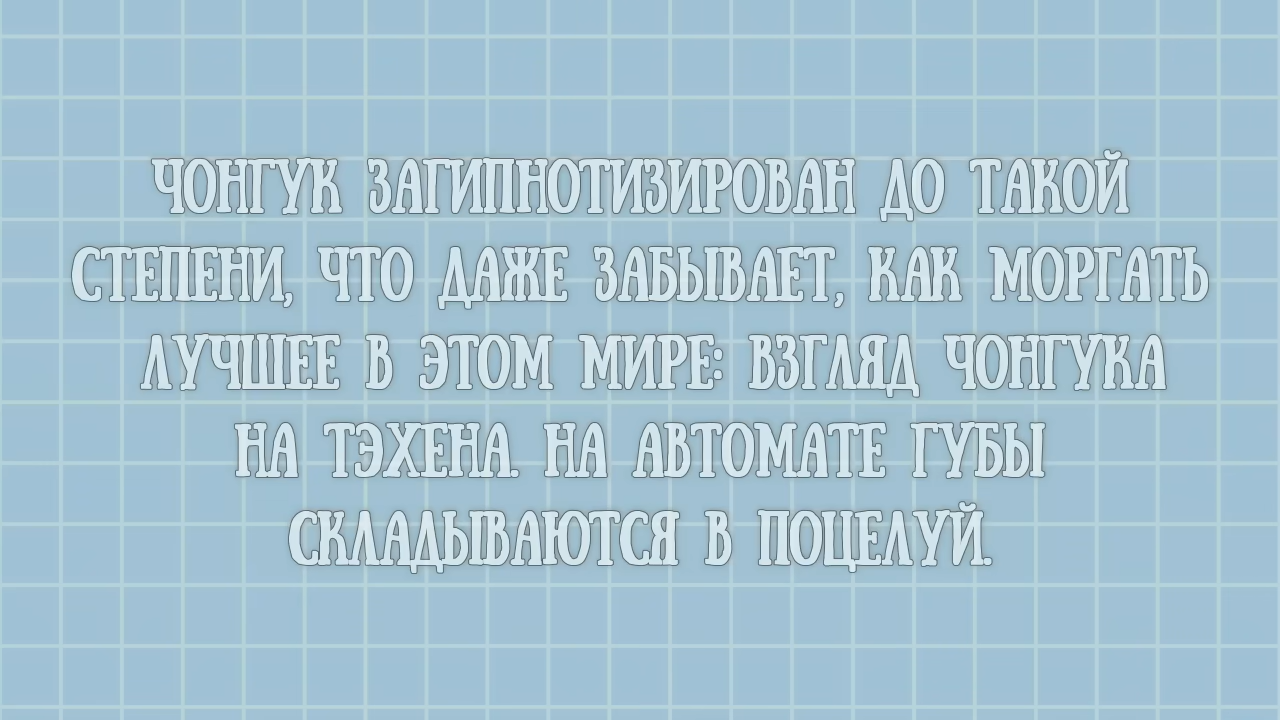 ЧОНГУК ЗАГИПНОТИЗИРОВАН ДО ТАКОЙ
СТЕПЕНИ, ЧТО ДАЖЕ ЗАБЫВАЕТ, КАК МОРГАТЬ
ЛУЧШЕЕ В ЭТОМ МИРЕ: ВЗГЛЯД ЧОНГУКА
НА ТЭХЕНА. НА АВТОМАТЕ ГУБЫ
СКЛАДЫВАЮТСЯ В ПОЦЕЛУЙ.